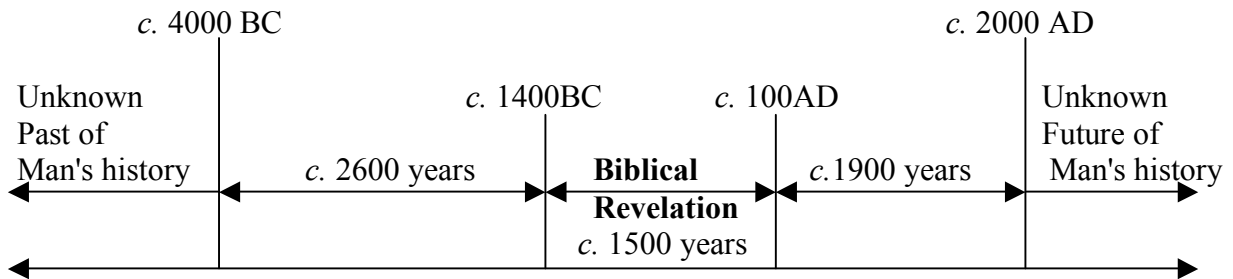 c. 4000 BC
c. 2000 AD
Unknown
Past of
Man's history
c. 1400BC
c. 100AD
Unknown
Future of
Man's history
c. 2600 years
Biblical
Revelation
c. 1500 years
c.1900 years